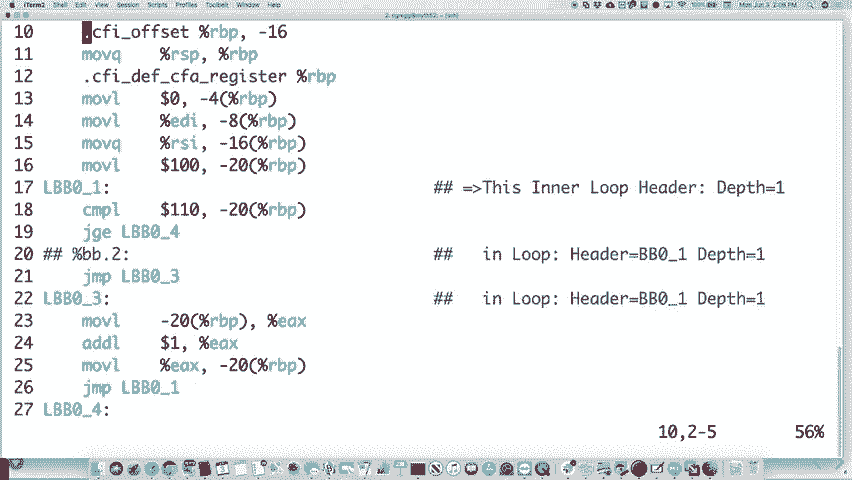 iTerm2 Shell Edit View Session Scripts Profiles Toolbelt Window Help
10 .cfi_offset %rbp, -16
11 movq %rsp, %rbp
12 .cfi_def_cfa_register %rbp
13 movl $0, -4(%rbp)
14 movl %edi, -8(%rbp)
15 movq %rsi, -16(%rbp)
16 movl $100, -20(%rbp)
17 LBB0_1: ## =>This Inner Loop Header: Depth=1
18 cmpl $110, -20(%rbp)
19 jge LBB0_4
20 ## %bb.2: ## in Loop: Header=BB0_1 Depth=1
21 jmp LBB0_3
22 LBB0_3: ## in Loop: Header=BB0_1 Depth=1
23 movl -20(%rbp), %eax
24 addl $1, %eax
25 movl %eax, -20(%rbp)
26 jmp LBB0_1
27 LBB0_4:
10,2-5 56%